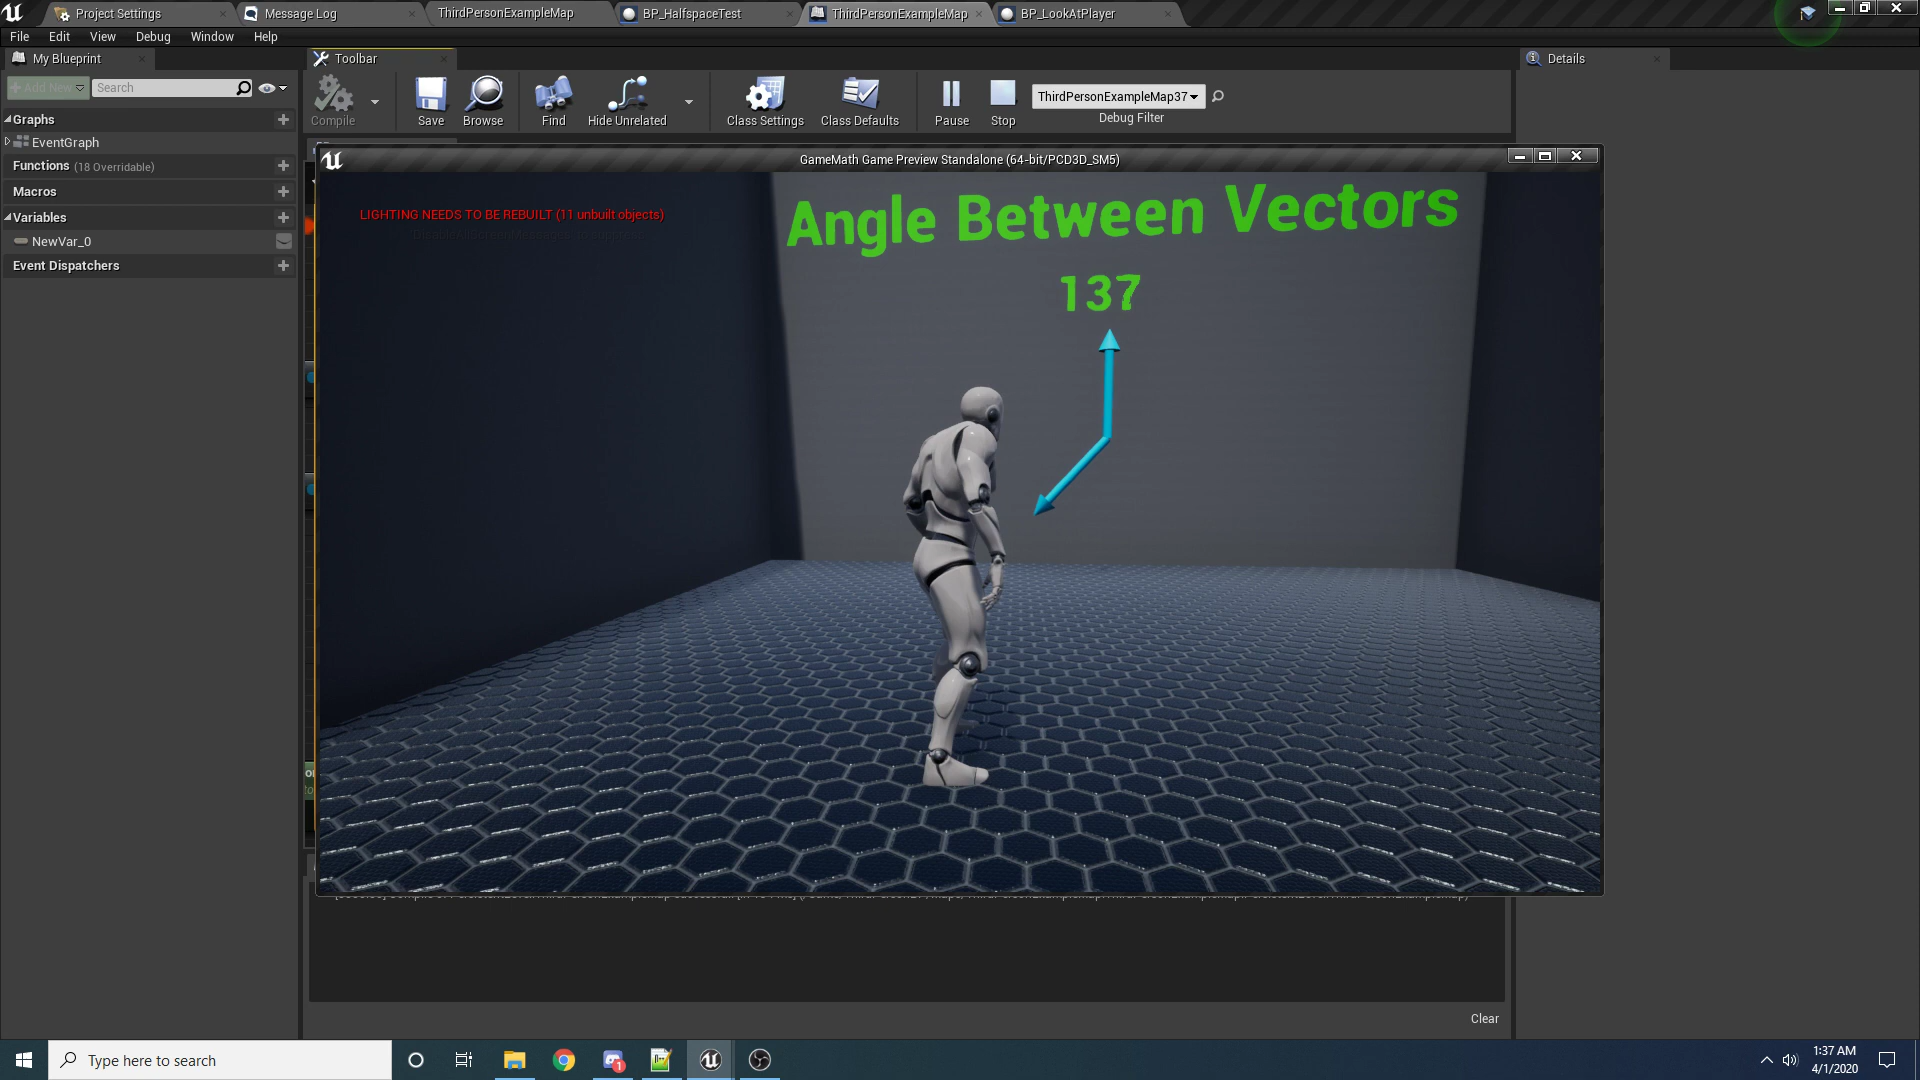 Project Settings
Message Log
ThirdPersonExampleMap
BP_HalfspaceTest
ThirdPersonExampleMap
BP_LookAtPlayer
File
Edit
View
Debug
Window
Help
My Blueprint
Toolbar
Details
+ Add New
Search
Compile
Save
Browse
Find
Hide Unrelated
Class Settings
Class Defaults
Pause
Stop
ThirdPersonExampleMap37
Debug Filter
Graphs
EventGraph
Functions (18 Overridable)
Macros
Variables
NewVar_0
Event Dispatchers
GameMath Game Preview Standalone (64-bit/PCD3D_SM5)
LIGHTING NEEDS TO BE REBUILT (11 unbuilt objects)
Angle Between Vectors
137
Clear
Type here to search
1
1:37 AM
4/1/2020